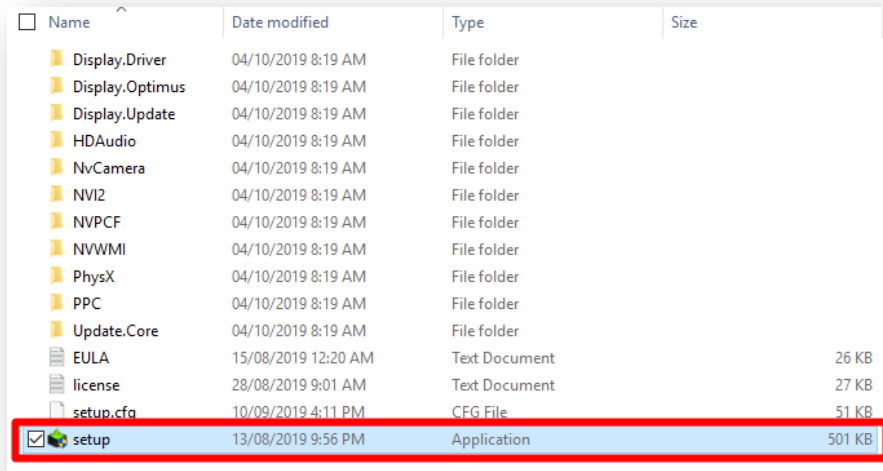 Name Date modified Type Size
Display.Driver 04/10/2019 8:19 AM File folder
Display.Optimus 04/10/2019 8:19 AM File folder
Display.Update 04/10/2019 8:19 AM File folder
HDAudio 04/10/2019 8:19 AM File folder
NvCamera 04/10/2019 8:19 AM File folder
NVI2 04/10/2019 8:19 AM File folder
NVPCF 04/10/2019 8:19 AM File folder
NVWMI 04/10/2019 8:19 AM File folder
PhysX 04/10/2019 8:19 AM File folder
PPC 04/10/2019 8:19 AM File folder
Update.Core 04/10/2019 8:19 AM File folder
EULA 15/08/2019 12:20 AM Text Document 26 KB
license 28/08/2019 9:01 AM Text Document 27 KB
setup.cfg 10/09/2019 4:11 PM CFG File 51 KB
setup 13/08/2019 9:56 PM Application 501 KB